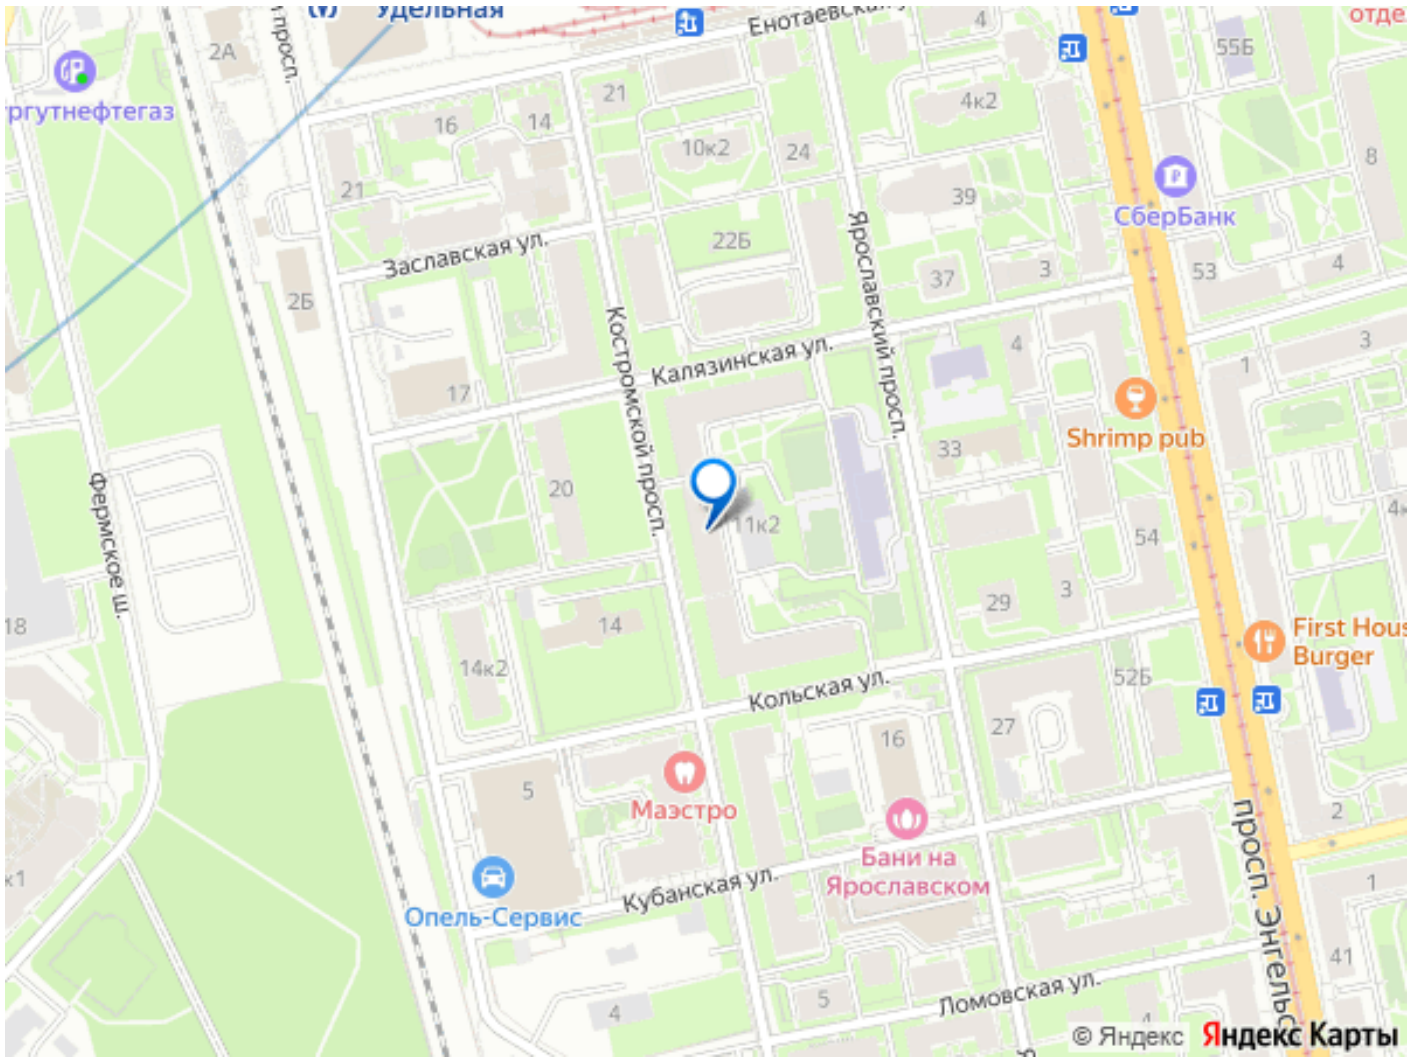 Удельная
Енотаевская
отде
2А
просп.
4
55Б
ргутнефтегаз
16
14
21
4к2
10к2
24
8
21
39
СберБанк
Заславская ул.
22Б
Ярославский просп.
37
3
53
4
2Б
Костромской просп.
Калязинская ул.
4
1
3
17
Shrimp pub
33
20
11к2
4к
Фермское ш.
54
18
14
29
3
First Hous
Burger
14к2
Кольская ул.
52Б
27
16
5
Маэстро
2
просп. Энгельс
Бани на
Ярославском
к1
Кубанская ул.
1
Опель-Сервис
41
4
5
Ломовская ул.
4
© Яндекс Яндекс Карты